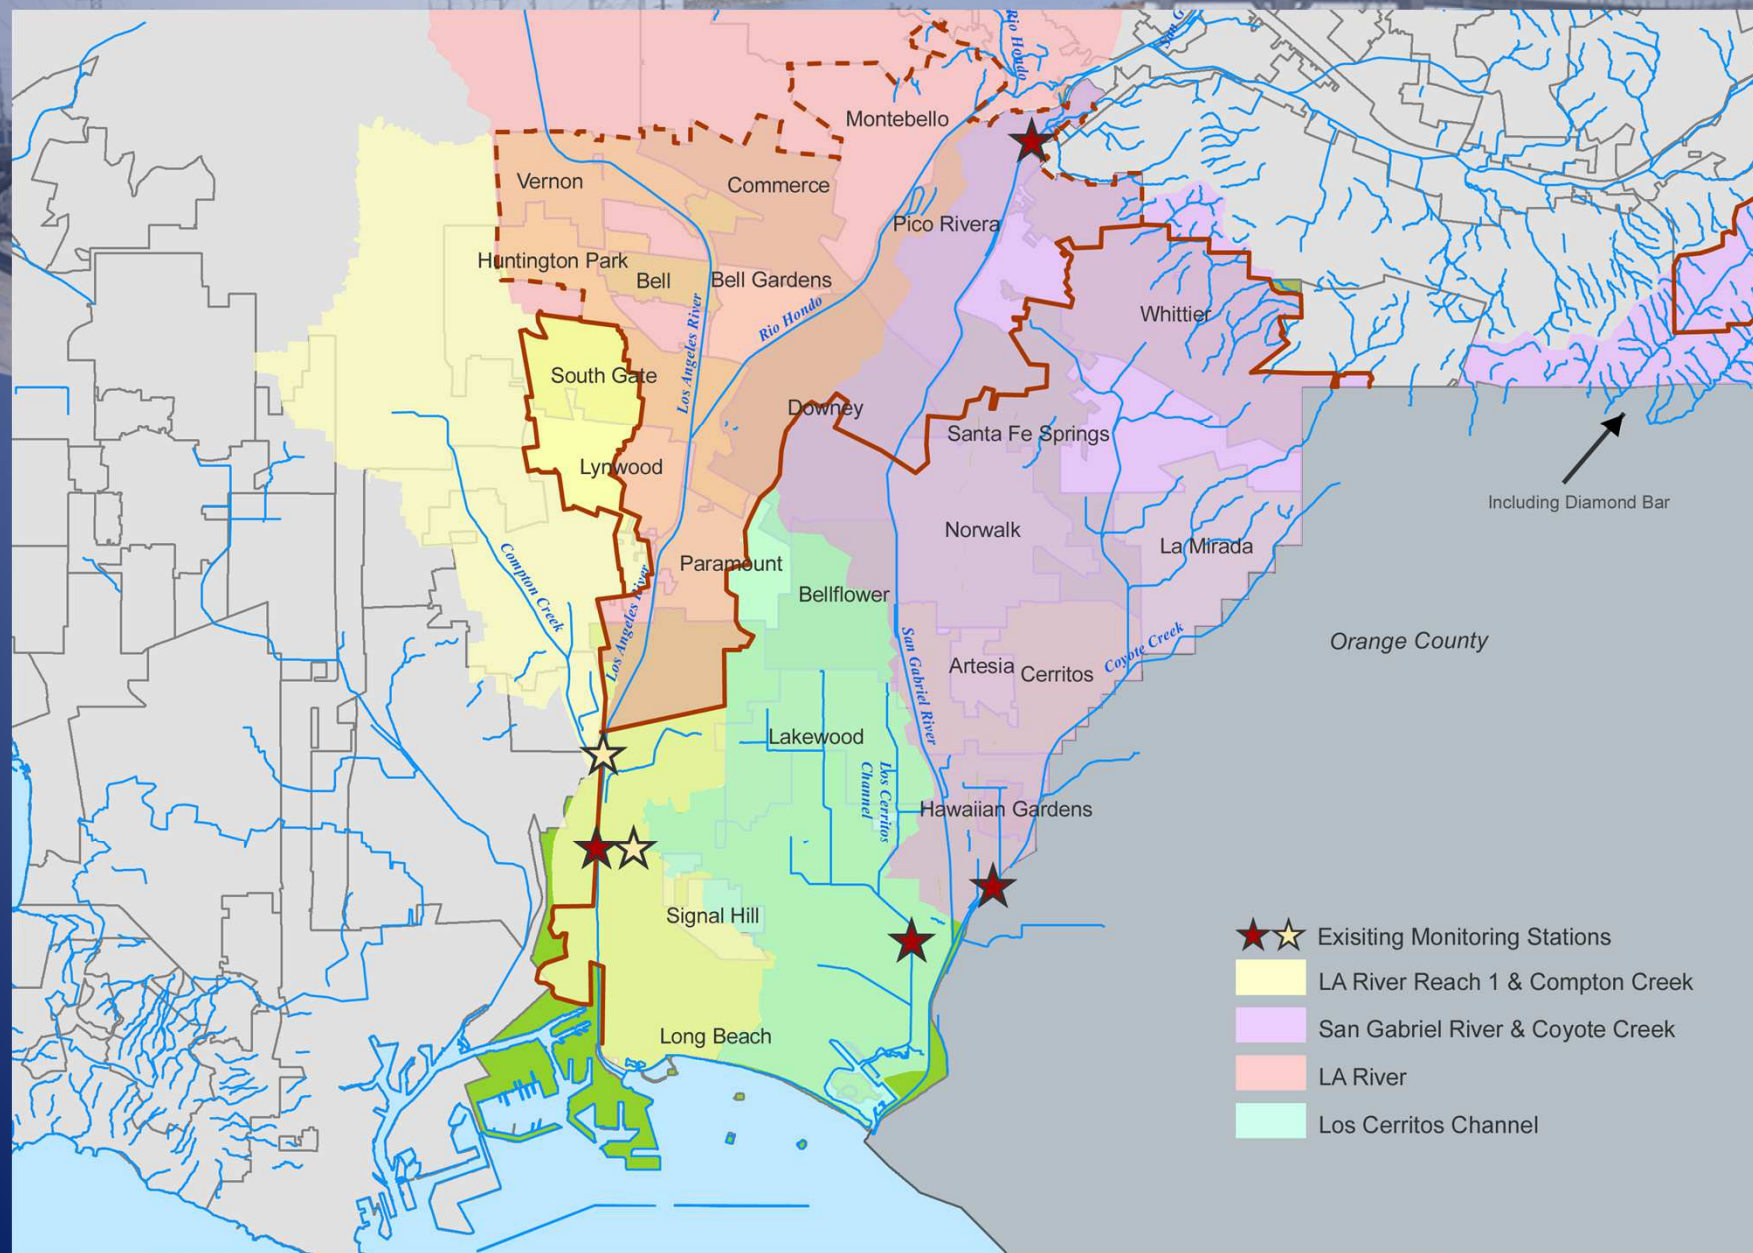 Rio Hondo
San G
Montebello
Vernon
Commerce
Pico Rivera
Huntington Park
Bell
Bell Gardens
Los Angeles River
Rio Hondo
Whittier
South Gate
Downey
Santa Fe Springs
Lynwood
Including Diamond Bar
Norwalk
La Mirada
Compton Creek
Paramount
Bellflower
Los Angeles River
San Gabriel River
Coyote Creek
Orange County
Artesia
Cerritos
Lakewood
Los Cerritos
Channel
Hawaiian Gardens
Signal Hill
Long Beach
Exisiting Monitoring Stations
LA River Reach 1 & Compton Creek
San Gabriel River & Coyote Creek
LA River
Los Cerritos Channel